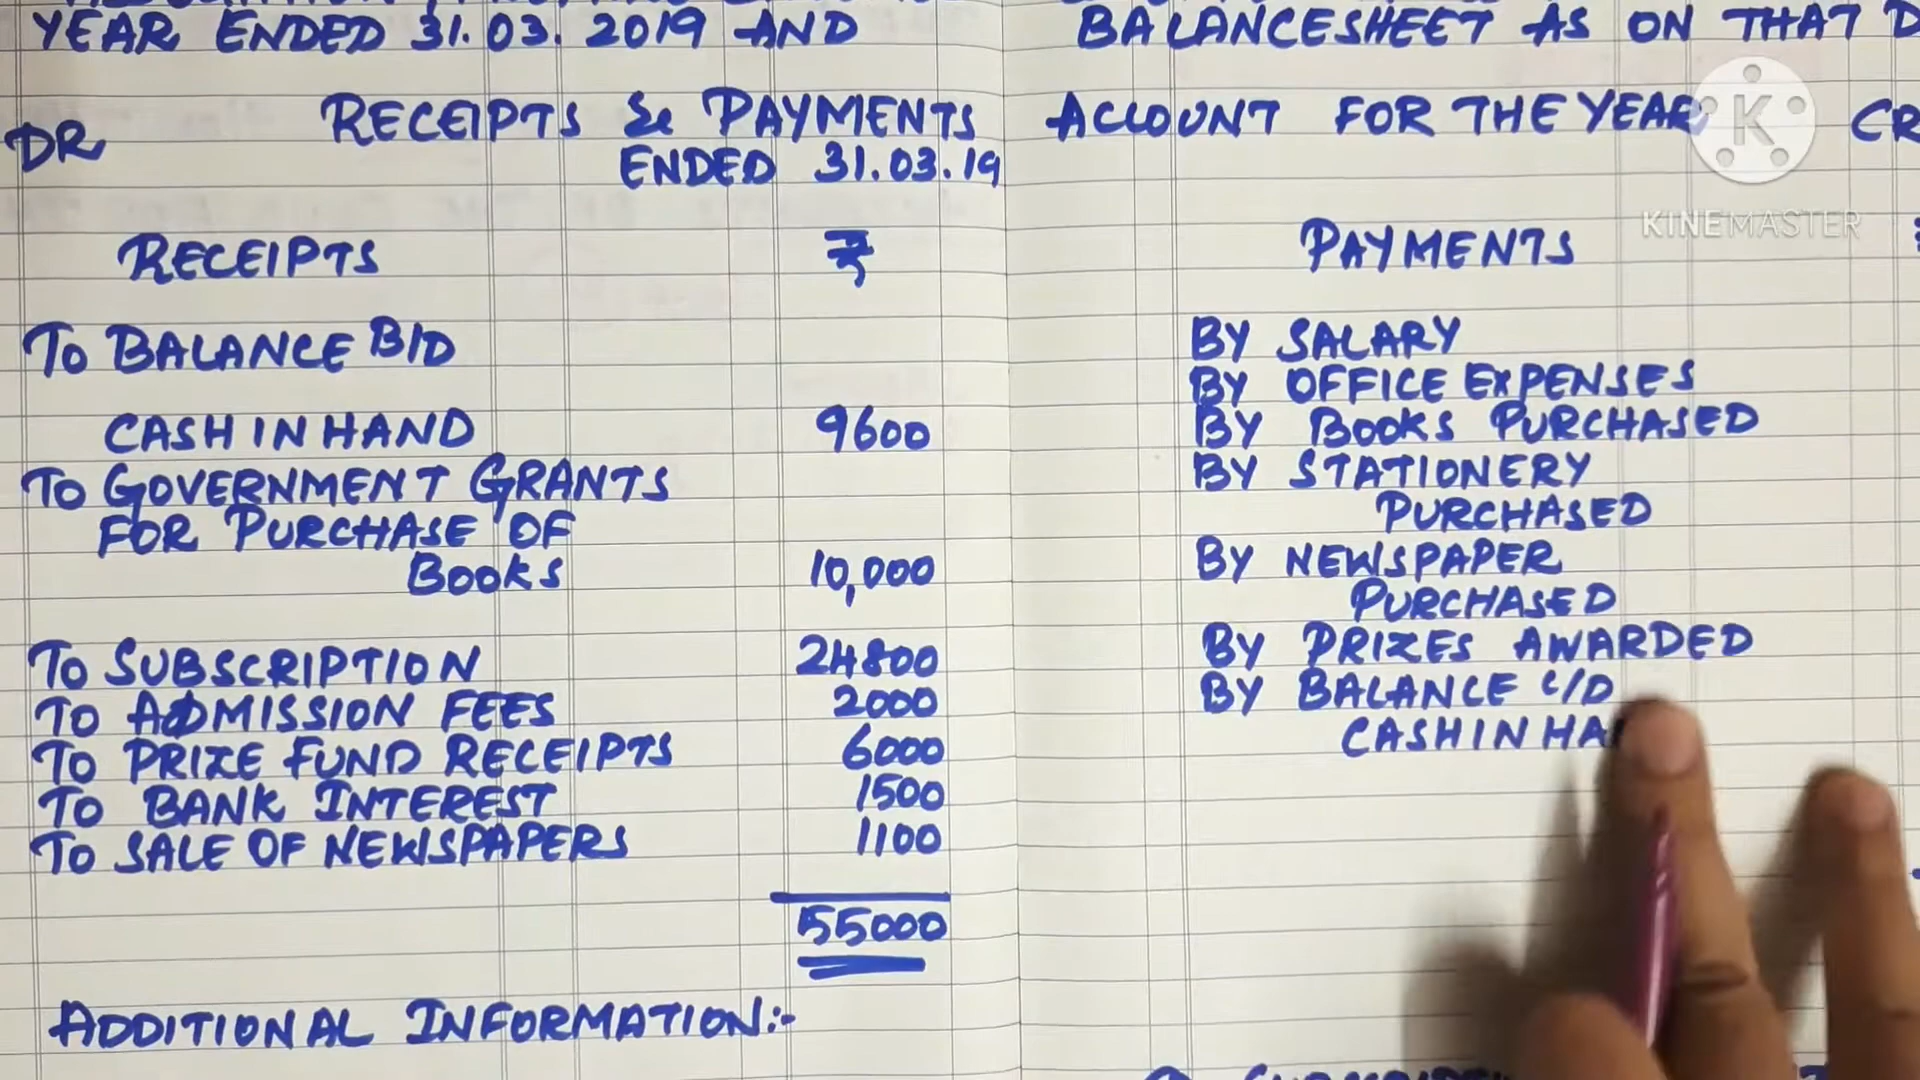 YEAR ENDED 31.03.2019 AND BALANCESHEET AS ON THAT D
DR RECEIPTS & PAYMENTS ACCOUNT FOR THE YEAR CR
ENDED 31.03.19
KINEMASTER
RECEIPTS ₹
To BALANCE B/D
CASH IN HAND 9600
To GOVERNMENT GRANTS
FOR PURCHASE OF
BOOKS 10,000
To SUBSCRIPTION 24800
To ADMISSION FEES 2000
To PRIZE FUND RECEIPTS 6000
To BANK INTEREST 1500
To SALE OF NEWSPAPERS 1100
55000
ADDITIONAL INFORMATION:-
PAYMENTS
BY SALARY
BY OFFICE EXPENSES
BY BOOKS PURCHASED
BY STATIONERY
PURCHASED
BY NEWSPAPER
PURCHASED
BY PRIZES AWARDED
BY BALANCE C/D
CASH IN HA